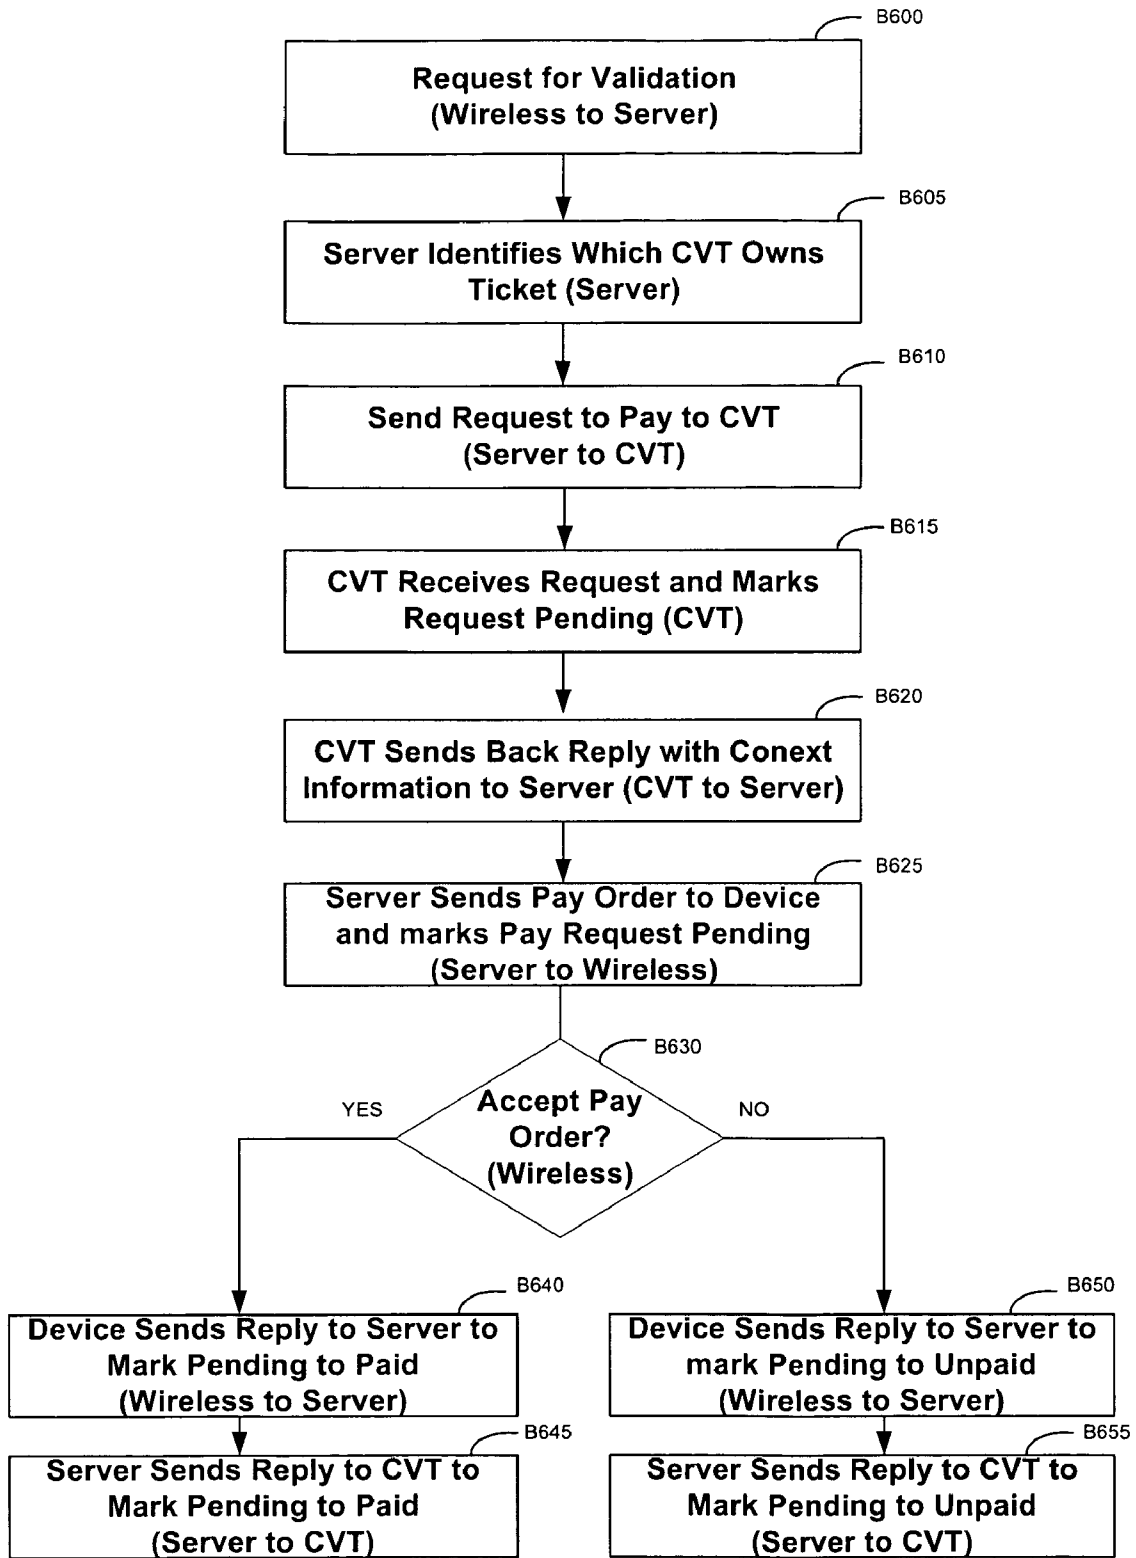 B600
Request for Validation
(Wireless to Server)
B605
Server Identifies Which CVT Owns
Ticket (Server)
B610
Send Request to Pay to CVT
(Server to CVT)
B615
CVT Receives Request and Marks
Request Pending (CVT)
B620
CVT Sends Back Reply with Conext
Information to Server (CVT to Server)
B625
Server Sends Pay Order to Device
and marks Pay Request Pending
(Server to Wireless)
B630
Accept Pay
Order?
(Wireless)
YES
NO
B640
Device Sends Reply to Server to
Mark Pending to Paid
(Wireless to Server)
B645
Server Sends Reply to CVT to
Mark Pending to Paid
(Server to CVT)
B650
Device Sends Reply to Server to
mark Pending to Unpaid
(Wireless to Server)
B655
Server Sends Reply to CVT to
Mark Pending to Unpaid
(Server to CVT)